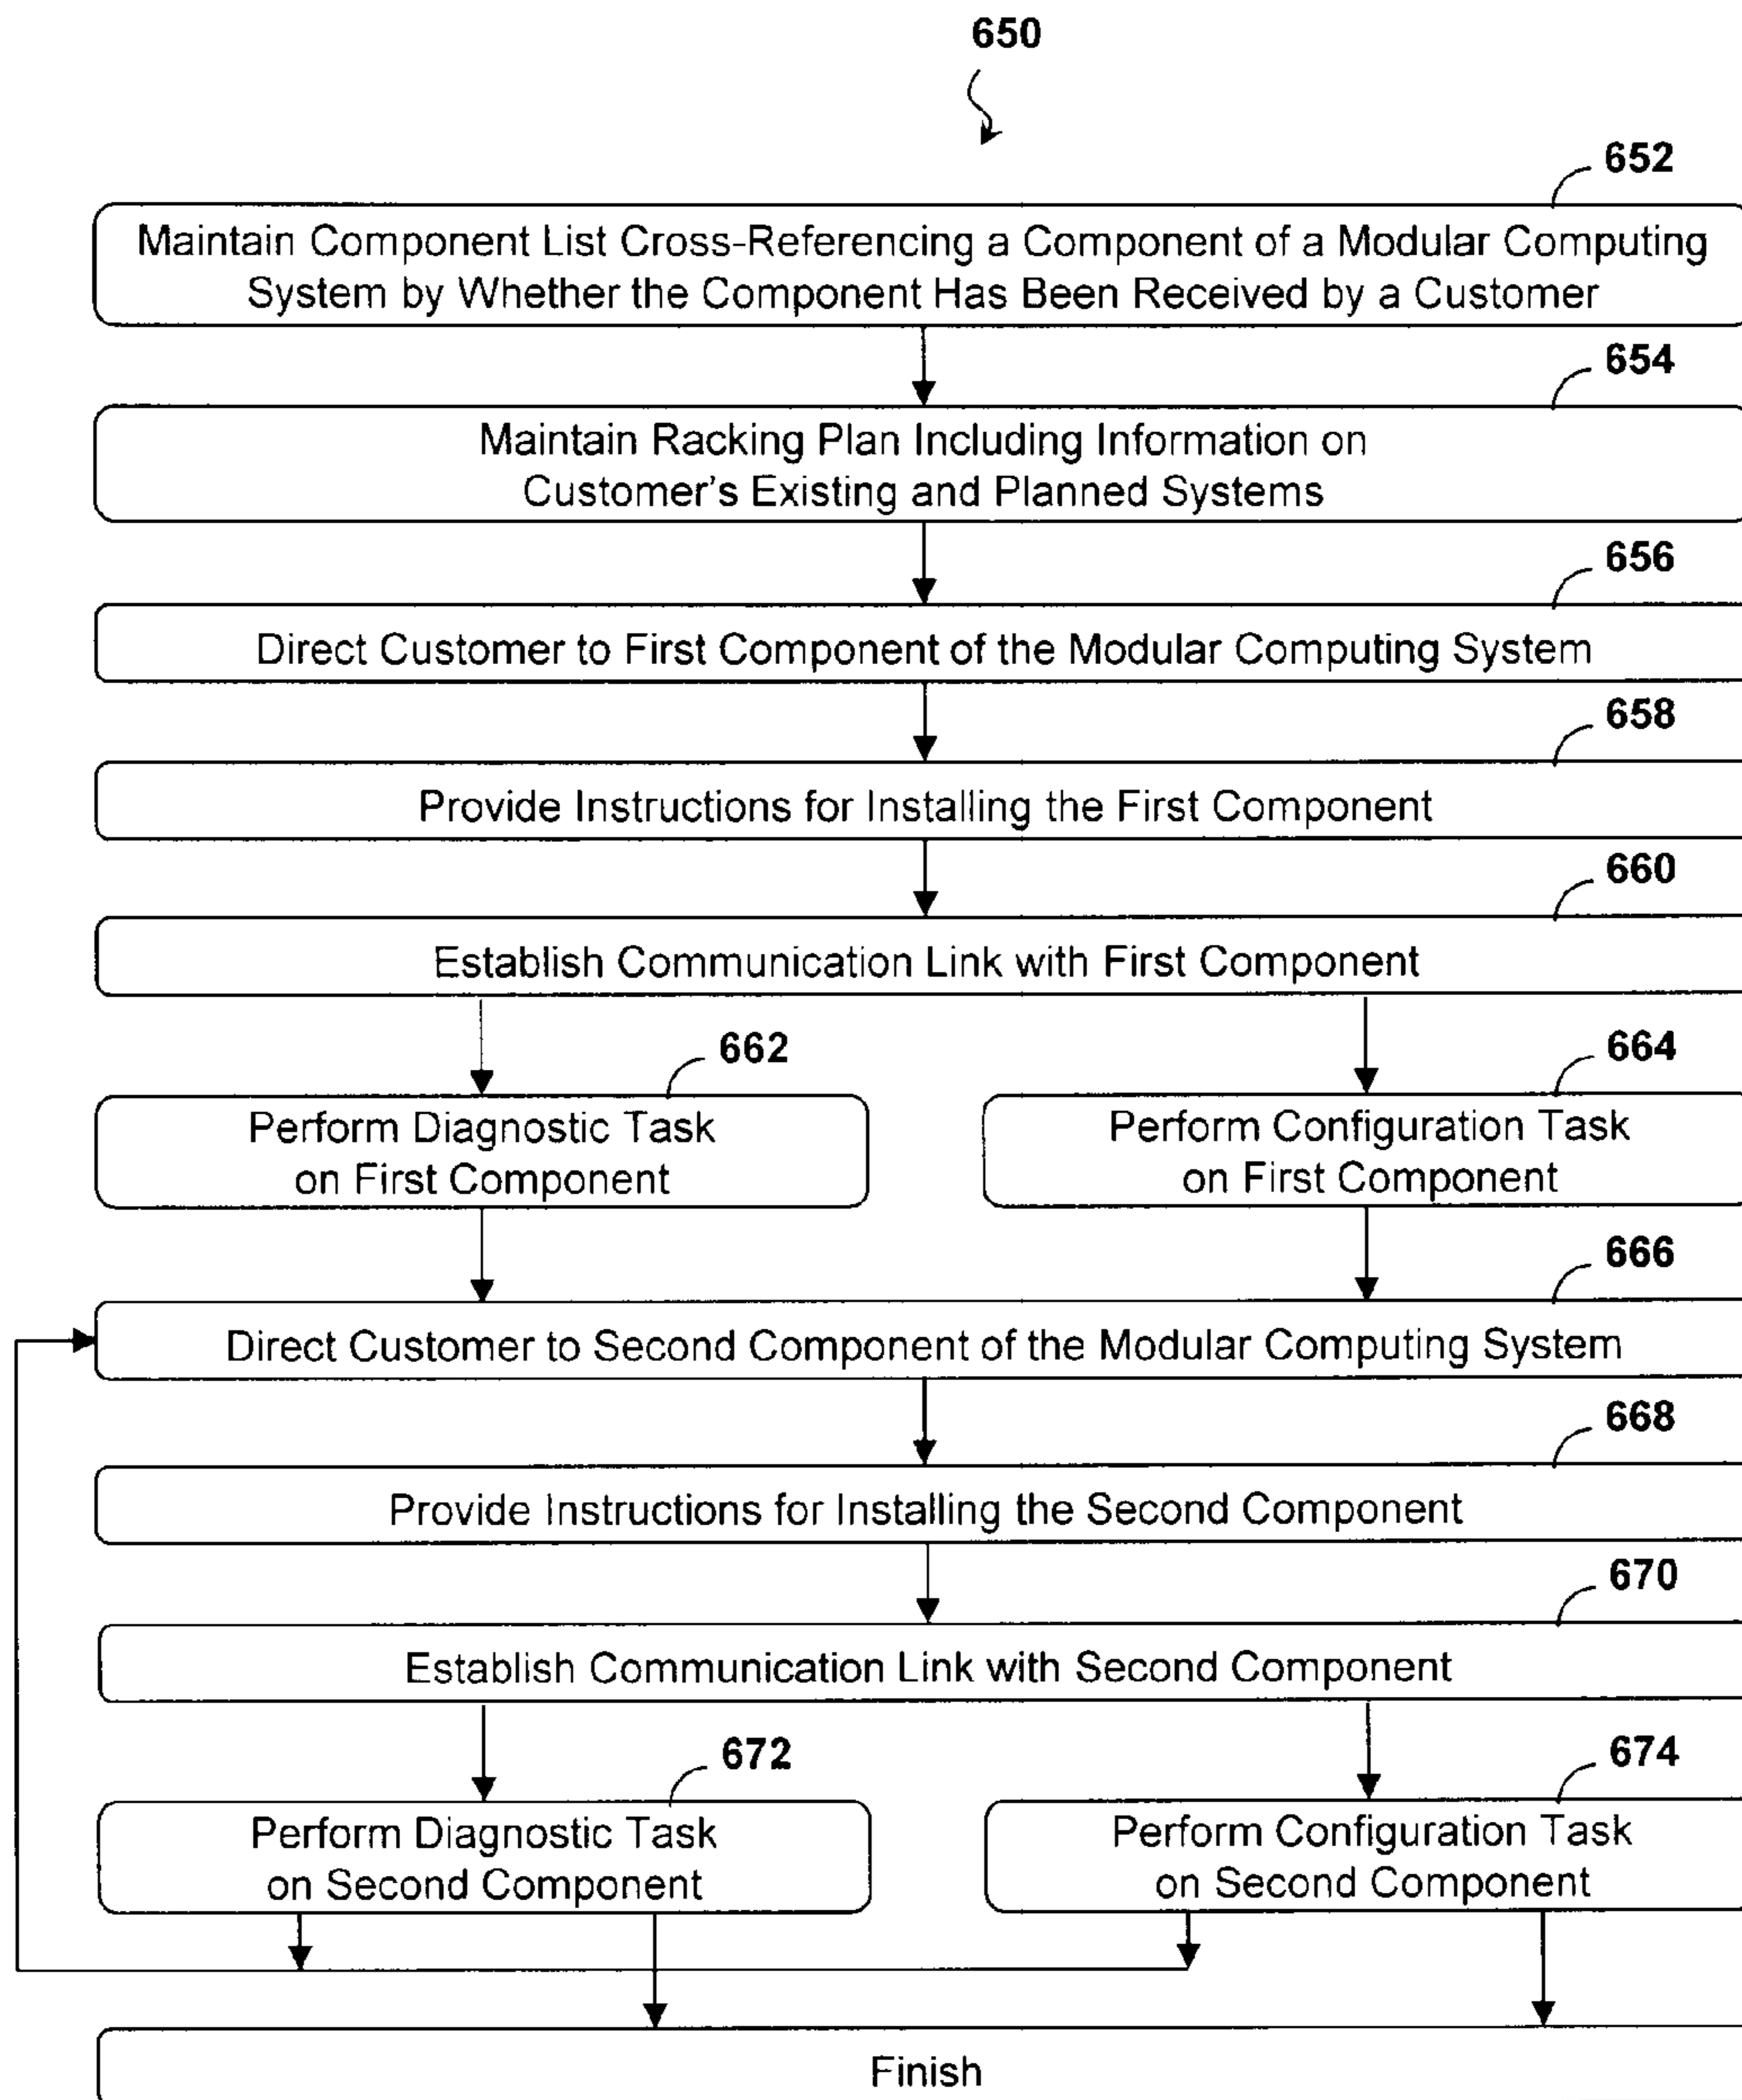 650
652
Maintain Component List Cross-Referencing a Component of a Modular Computing
System by Whether the Component Has Been Received by a Customer
654
Maintain Racking Plan Including Information on
Customer's Existing and Planned Systems
656
Direct Customer to First Component of the Modular Computing System
658
Provide Instructions for Installing the First Component
660
Establish Communication Link with First Component
662
664
Perform Diagnostic Task
on First Component
Perform Configuration Task
on First Component
666
Direct Customer to Second Component of the Modular Computing System
668
Provide Instructions for Installing the Second Component
670
Establish Communication Link with Second Component
672
674
Perform Diagnostic Task
on Second Component
Perform Configuration Task
on Second Component
Finish